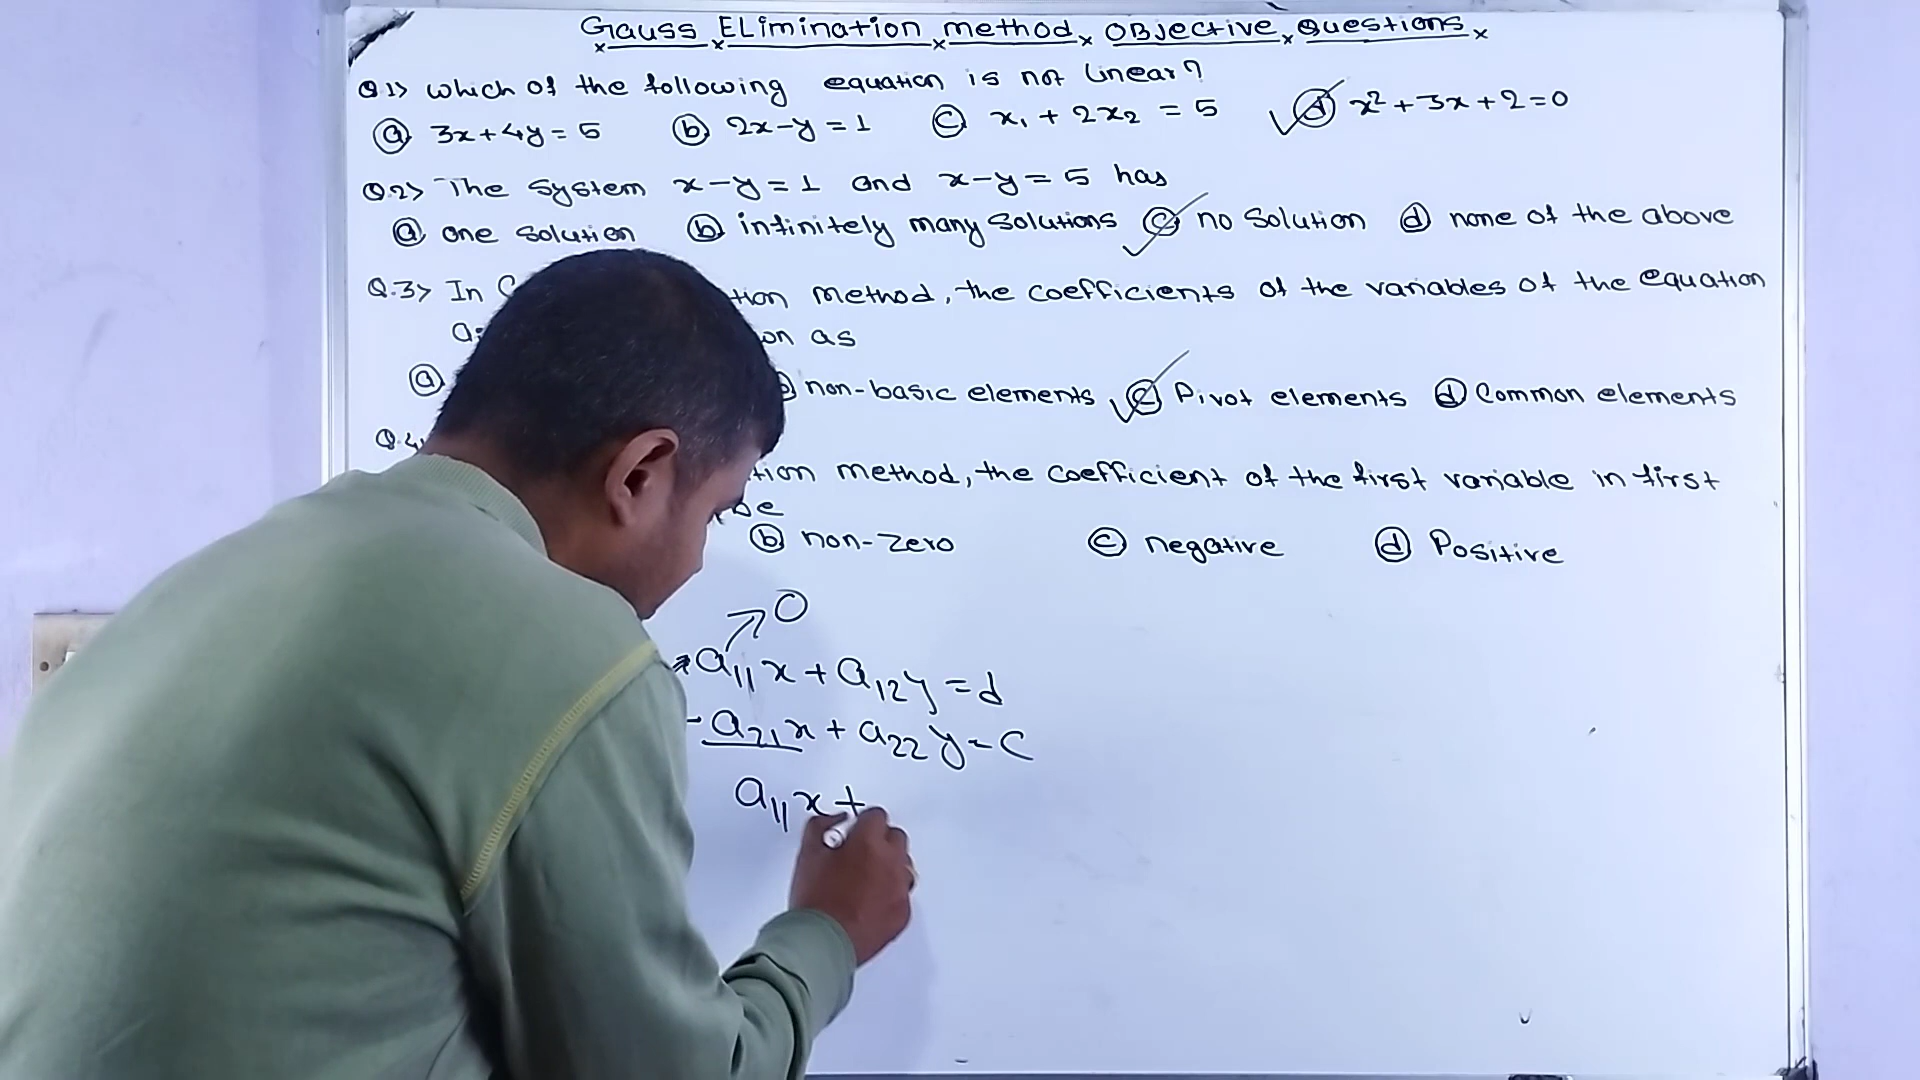 Gauss Elimination method objective Questions
Q.1> which of the following equation is not linear?
(a) 3x+4y=5 (b) 2x-y=1 (c) x₁ + 2x₂ = 5 (d) x²+3x+2=0
Q.2> The system x-y=1 and x-y=5 has
(a) one solution (b) infinitely many solutions (c) no solution (d) none of the above
Q.3> In tion method, the coefficients of the variables of the equation
on as
(a) non-basic elements (c) Pivot elements (d) Common elements
Q.4
tion method, the coefficient of the first variable in first
be
(b) non-zero (c) negative (d) Positive
0
a₁₁x + a₁₂y = d
a₂₁x + a₂₂y = c
a₁₁x +